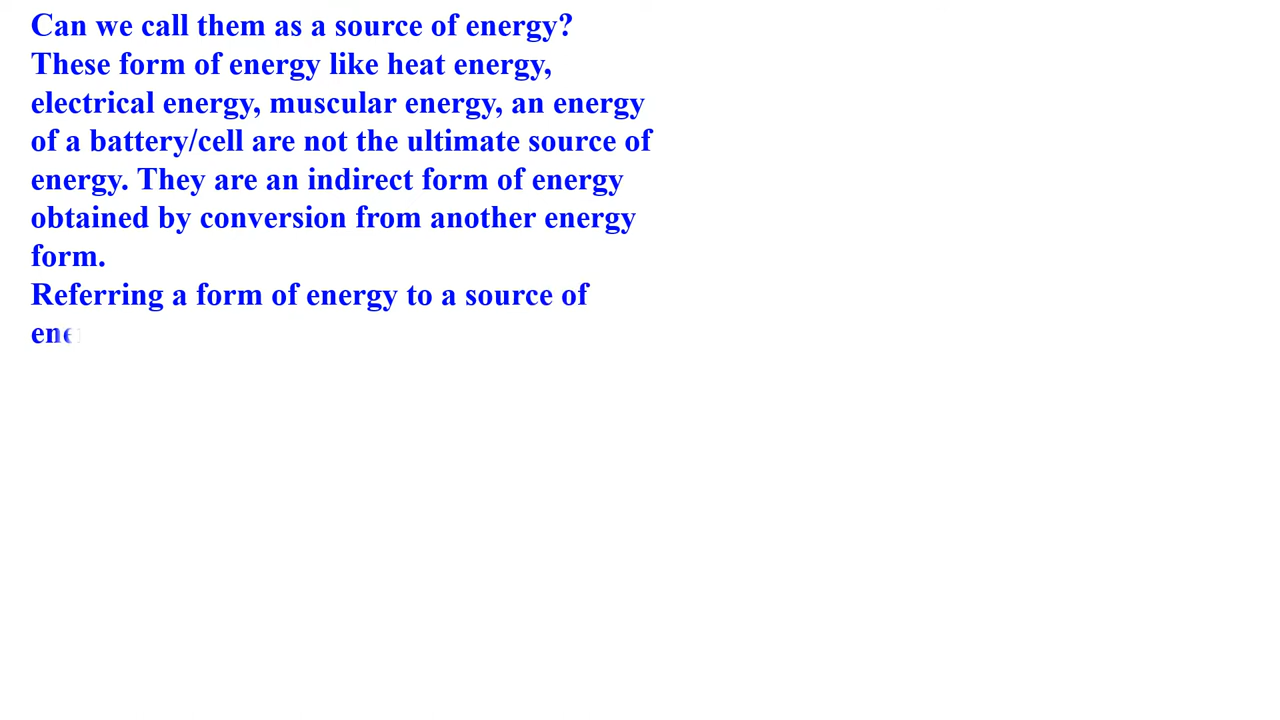 Can we call them as a source of energy?
These form of energy like heat energy,
electrical energy, muscular energy, an energy
of a battery/cell are not the ultimate source of
energy. They are an indirect form of energy
obtained by conversion from another energy
form.
Referring a form of energy to a source of
ene